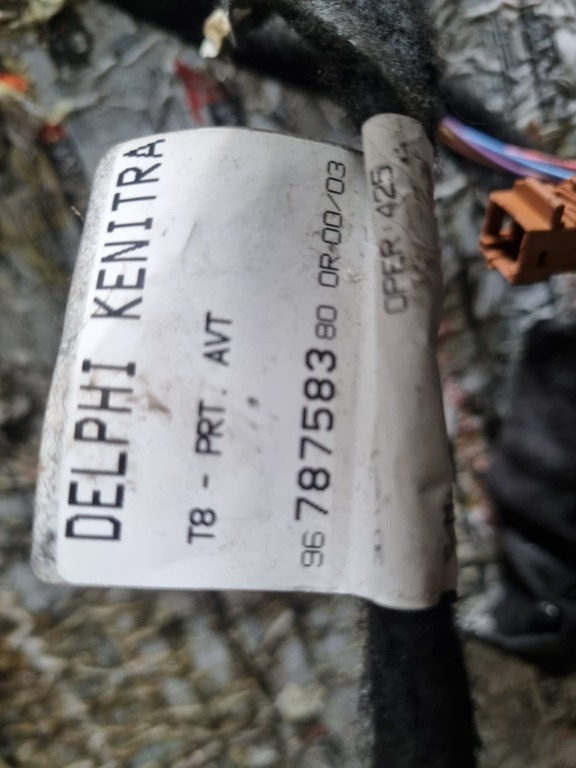 DELPHI KENITRA
T8 - PRT. AVT
96 787583 80 OR:00/03
OPER: 425